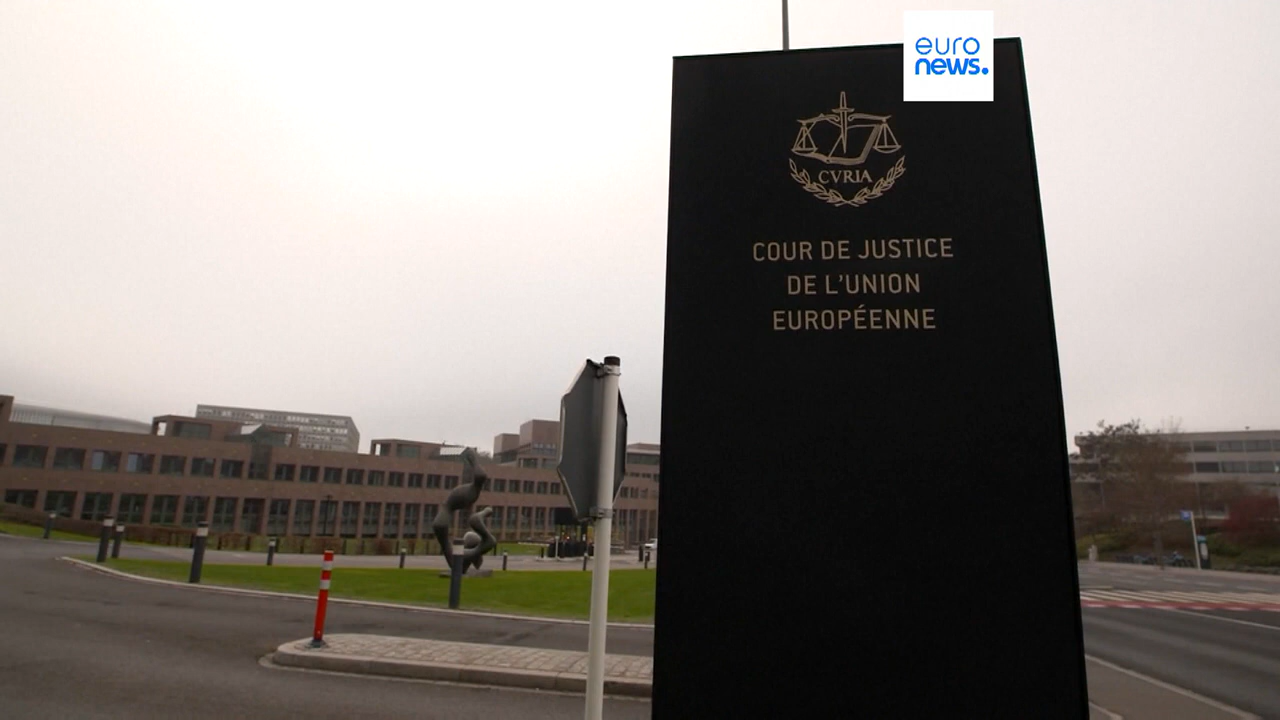 euro
news.
CVRIA
COUR DE JUSTICE
DE L'UNION
EUROPÉENNE